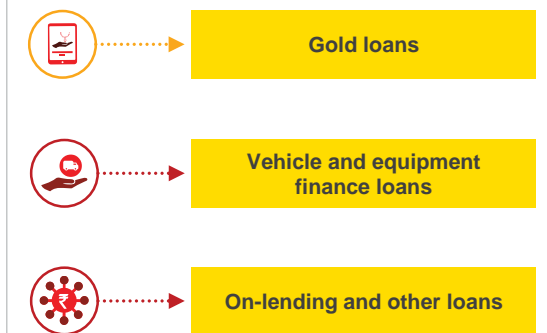 Gold loans
Vehicle and equipment
finance loans
₹
On-lending and other loans